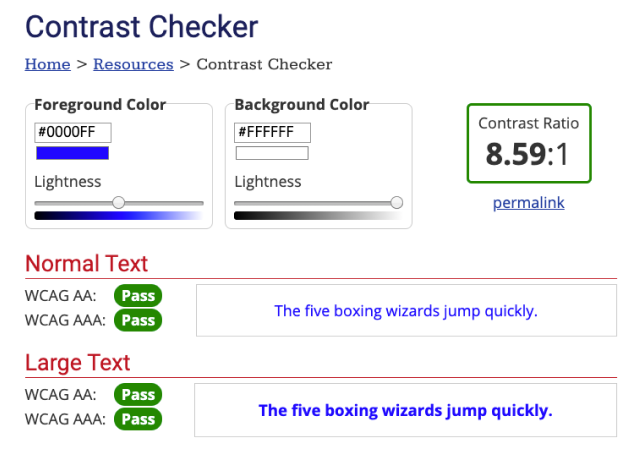 Contrast Checker
Home > Resources > Contrast Checker
Foreground Color
#0000FF
Lightness
Background Color
#FFFFFF
Lightness
Contrast Ratio
8.59:1
permalink
Normal Text
WCAG AA: Pass
WCAG AAA: Pass
The five boxing wizards jump quickly.
Large Text
WCAG AA: Pass
WCAG AAA: Pass
The five boxing wizards jump quickly.